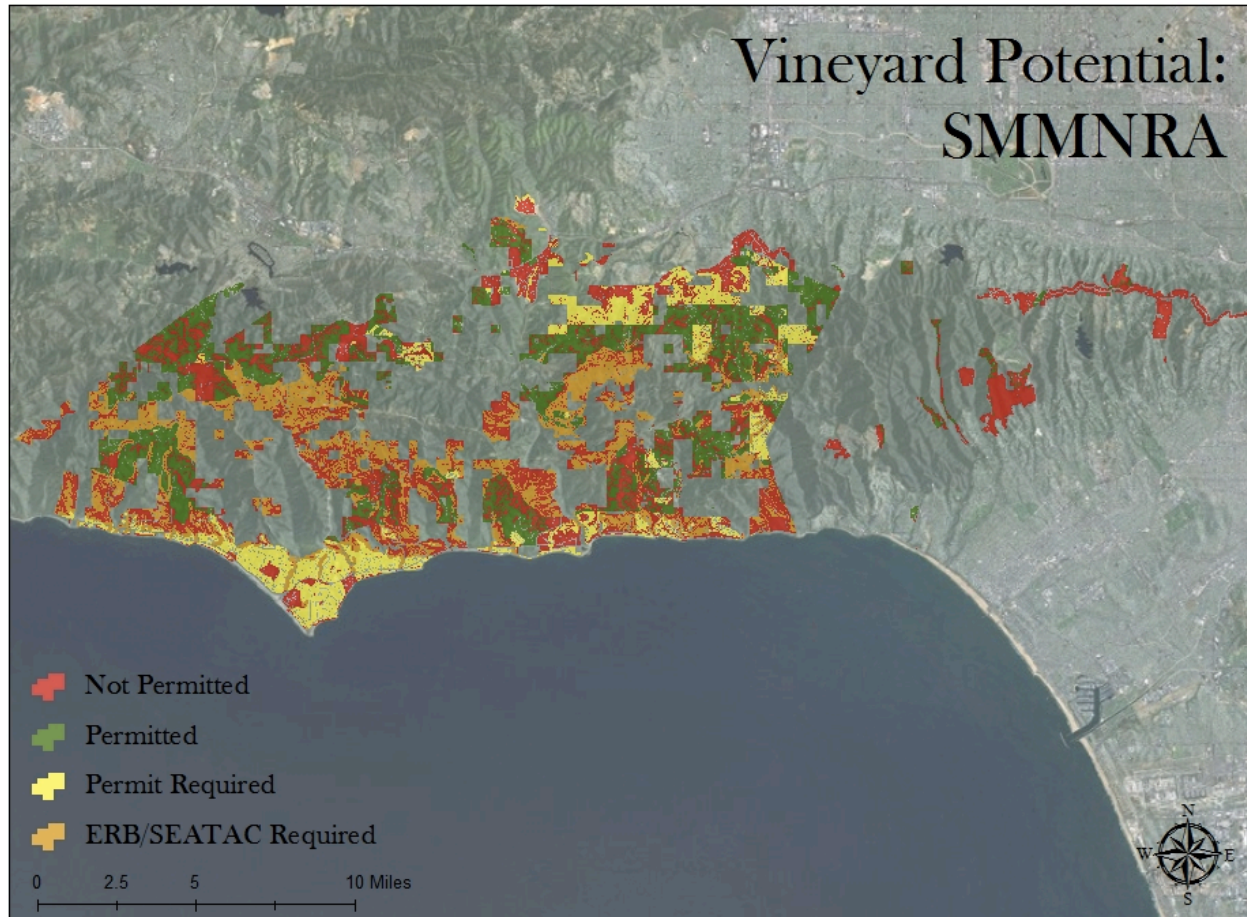 Vineyard Potential:
SMMNRA
Not Permitted
Permitted
Permit Required
ERB/SEATAC Required
0 2.5 5 10 Miles
N
W E
S